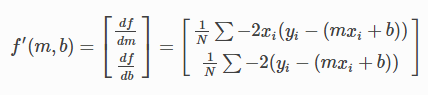 f'(m, b) = [ df/dm df/db ] = [ 1/N ∑ −2x_i(y_i − (mx_i + b)) 1/N ∑ −2(y_i − (mx_i + b)) ]